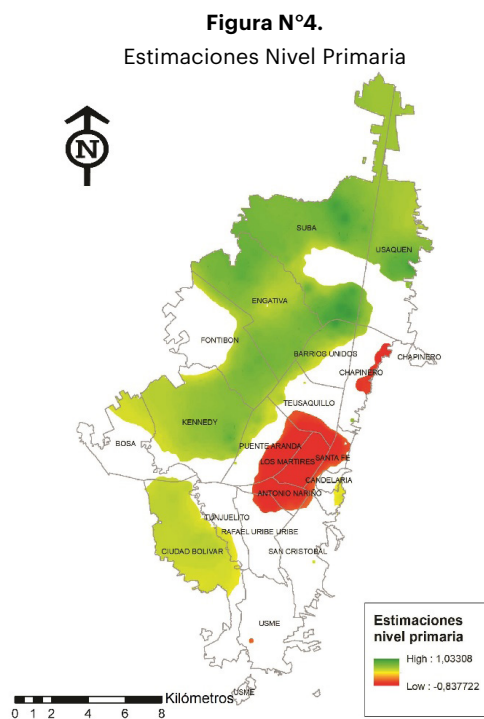 Figura N°4.
Estimaciones Nivel Primaria
N
SUBA
USAQUEN
ENGATIVA
FONTIBON
BARRIOS UNIDOS
CHAPINERO
CHAPINERO
TEUSAQUILLO
KENNEDY
BOSA
PUENTE ARANDA
LOS MARTIRES
SANTA FE
CANDELARIA
ANTONIO NARIÑO
TUNJUELITO
RAFAEL URIBE URIBE
CIUDAD BOLIVAR
SAN CRISTOBAL
USME
USME
Estimaciones
nivel primaria
High : 1,03308
Low : -0,837722
Kilómetros
0 1 2 4 6 8